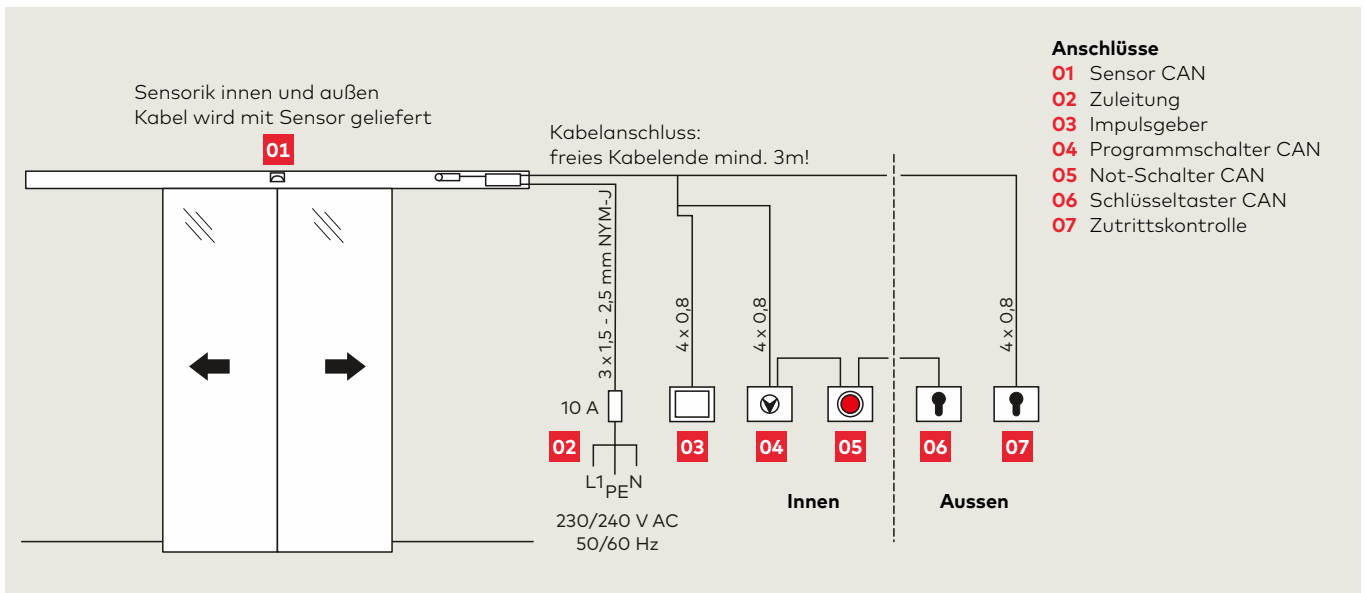 Sensorik innen und außen
Kabel wird mit Sensor geliefert
01
Kabelanschluss:
freies Kabelende mind. 3m!
3 x 1,5 - 2,5 mm NYM-J
4 x 0,8
4 x 0,8
4 x 0,8
10 A
02
03
04
05
06
07
L1 PE N
230/240 V AC
50/60 Hz
Innen
Aussen
Anschlüsse
01 Sensor CAN
02 Zuleitung
03 Impulsgeber
04 Programmschalter CAN
05 Not-Schalter CAN
06 Schlüsseltaster CAN
07 Zutrittskontrolle